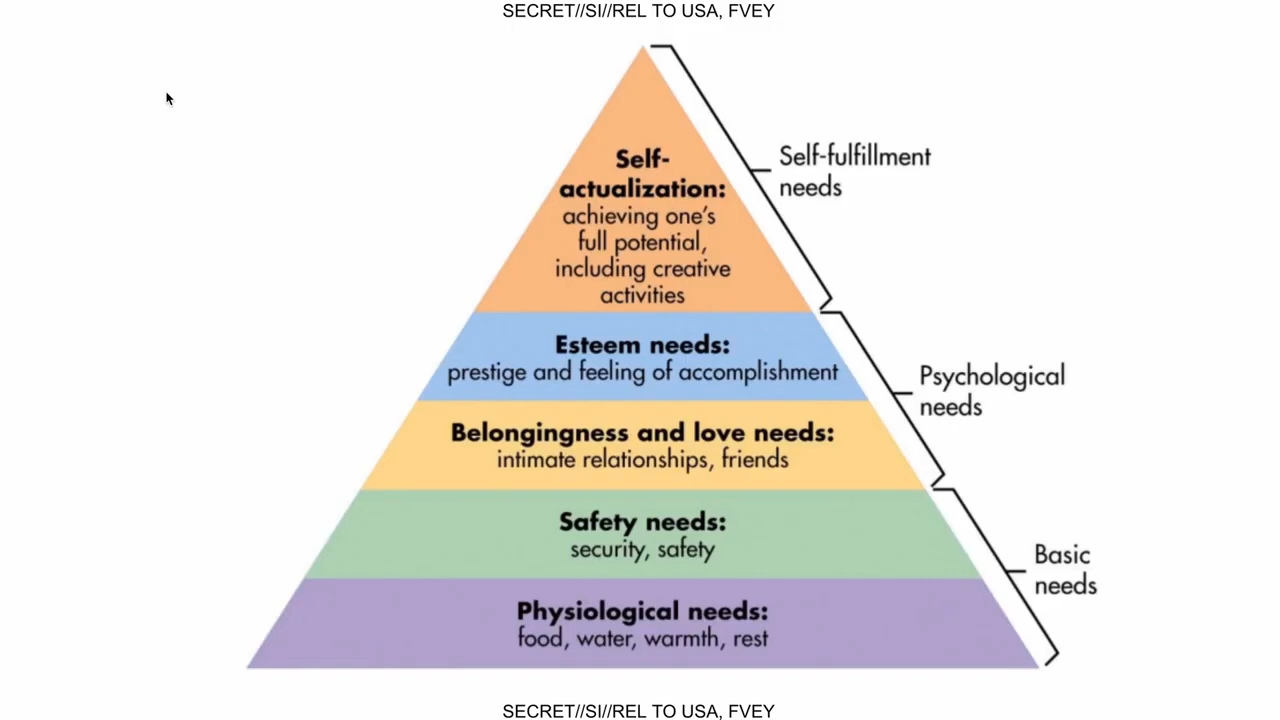 SECRET//SI//REL TO USA, FVEY
Self-
actualization:
achieving one's
full potential,
including creative
activities
Self-fulfillment
needs
Esteem needs:
prestige and feeling of accomplishment
Psychological
needs
Belongingness and love needs:
intimate relationships, friends
Safety needs:
security, safety
Basic
needs
Physiological needs:
food, water, warmth, rest
SECRET//SI//REL TO USA, FVEY